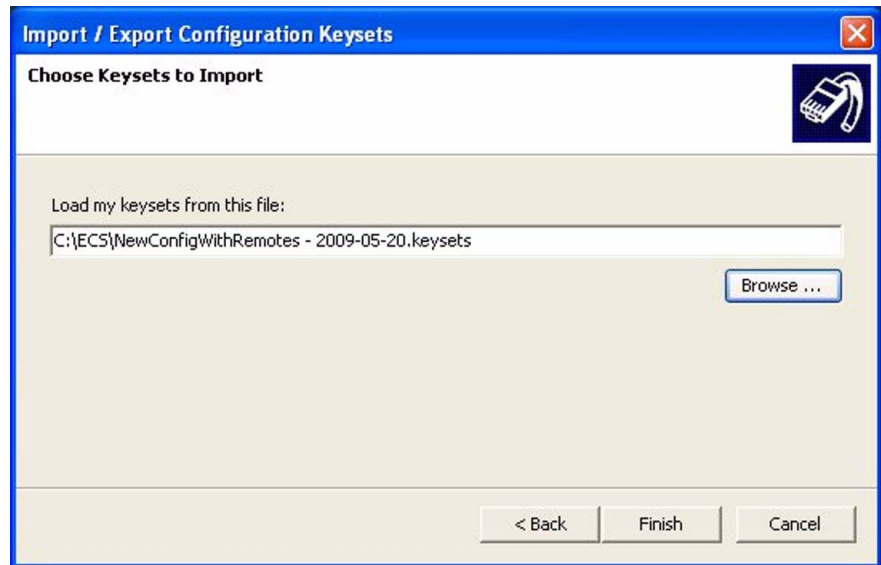 Import / Export Configuration Keysets
Choose Keysets to Import
Load my keysets from this file:
C:\ECS\NewConfigWithRemotes - 2009-05-20.keysets
Browse ...
< Back Finish Cancel